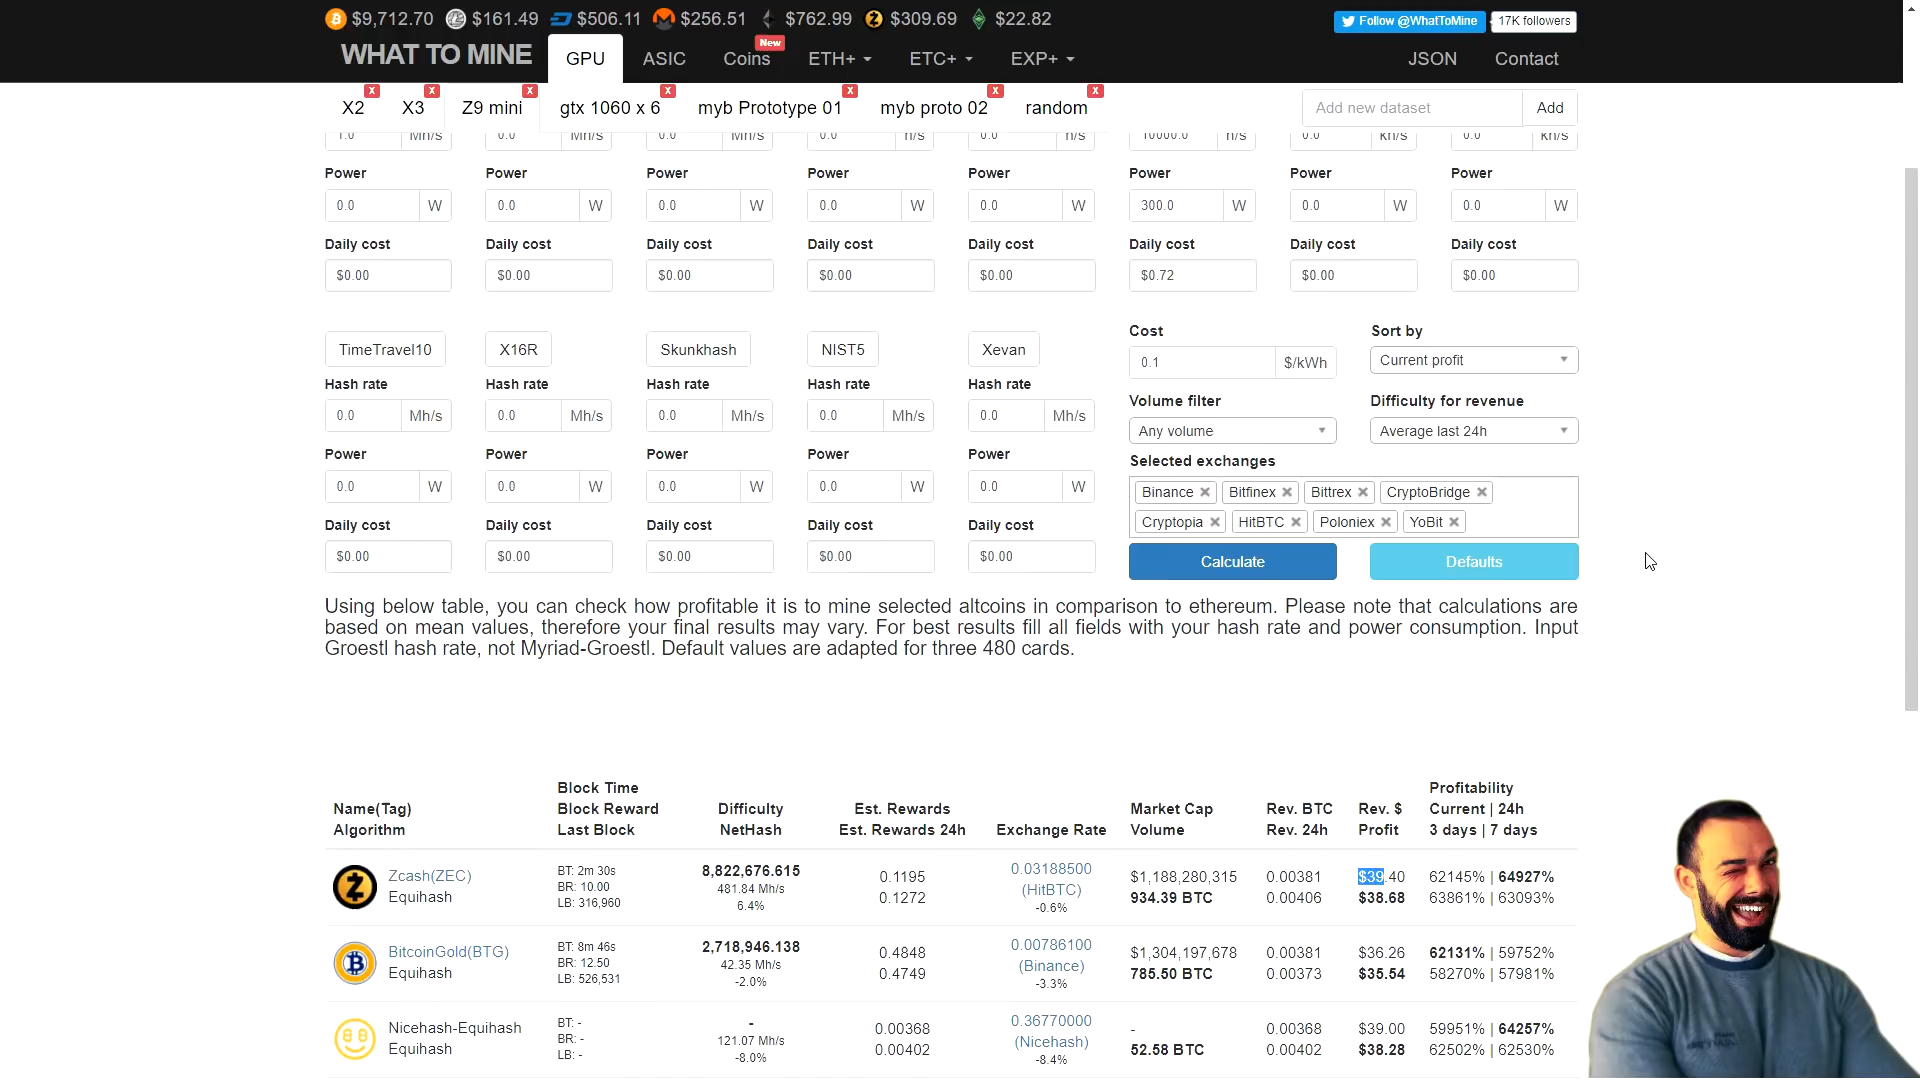 $9,712.70 $161.49 $506.11 $256.51 $762.99 $309.69 $22.82
Follow @WhatToMine 17K followers
WHAT TO MINE GPU ASIC Coins New ETH+ ETC+ EXP+ JSON Contact
X2 x X3 x Z9 mini x gtx 1060 x 6 x myb Prototype 01 x myb proto 02 x random x Add new dataset Add
1.0 Mh/s 0.0 Mh/s 0.0 Mh/s 0.0 h/s 0.0 h/s 10000.0 h/s 0.0 kh/s 0.0 kh/s
Power Power Power Power Power Power Power Power
0.0 W 0.0 W 0.0 W 0.0 W 0.0 W 300.0 W 0.0 W 0.0 W
Daily cost Daily cost Daily cost Daily cost Daily cost Daily cost Daily cost Daily cost
$0.00 $0.00 $0.00 $0.00 $0.00 $0.72 $0.00 $0.00
TimeTravel10 X16R Skunkhash NIST5 Xevan
Hash rate Hash rate Hash rate Hash rate Hash rate
0.0 Mh/s 0.0 Mh/s 0.0 Mh/s 0.0 Mh/s 0.0 Mh/s
Power Power Power Power Power
0.0 W 0.0 W 0.0 W 0.0 W 0.0 W
Daily cost Daily cost Daily cost Daily cost Daily cost
$0.00 $0.00 $0.00 $0.00 $0.00
Cost Sort by
0.1 $/kWh Current profit
Volume filter Difficulty for revenue
Any volume Average last 24h
Selected exchanges
Binance × Bitfinex × Bittrex × CryptoBridge ×
Cryptopia × HitBTC × Poloniex × YoBit ×
Calculate Defaults
Using below table, you can check how profitable it is to mine selected altcoins in comparison to ethereum. Please note that calculations are
based on mean values, therefore your final results may vary. For best results fill all fields with your hash rate and power consumption. Input
Groestl hash rate, not Myriad-Groestl. Default values are adapted for three 480 cards.
Block Time Profitability
Name(Tag) Block Reward Difficulty Est. Rewards Market Cap Rev. BTC Rev. $ Current | 24h
Algorithm Last Block NetHash Est. Rewards 24h Exchange Rate Volume Rev. 24h Profit 3 days | 7 days
Zcash(ZEC) BT: 2m 30s 8,822,676.615 0.1195 0.03188500 $1,188,280,315 0.00381 $39.40 62145% | 64927%
Equihash BR: 10.00 481.84 Mh/s 0.1272 (HitBTC) 934.39 BTC 0.00406 $38.68 63861% | 63093%
LB: 316,960 6.4% -0.6%
BitcoinGold(BTG) BT: 8m 46s 2,718,946.138 0.4848 0.00786100 $1,304,197,678 0.00381 $36.26 62131% | 59752%
Equihash BR: 12.50 42.35 Mh/s 0.4749 (Binance) 785.50 BTC 0.00373 $35.54 58270% | 57981%
LB: 526,531 -2.0% -3.3%
Nicehash-Equihash BT: - - 0.00368 0.36770000 - 0.00368 $39.00 59951% | 64257%
Equihash BR: - 121.07 Mh/s 0.00402 (Nicehash) 52.58 BTC 0.00402 $38.28 62502% | 62530%
LB: - -8.0% -8.4%